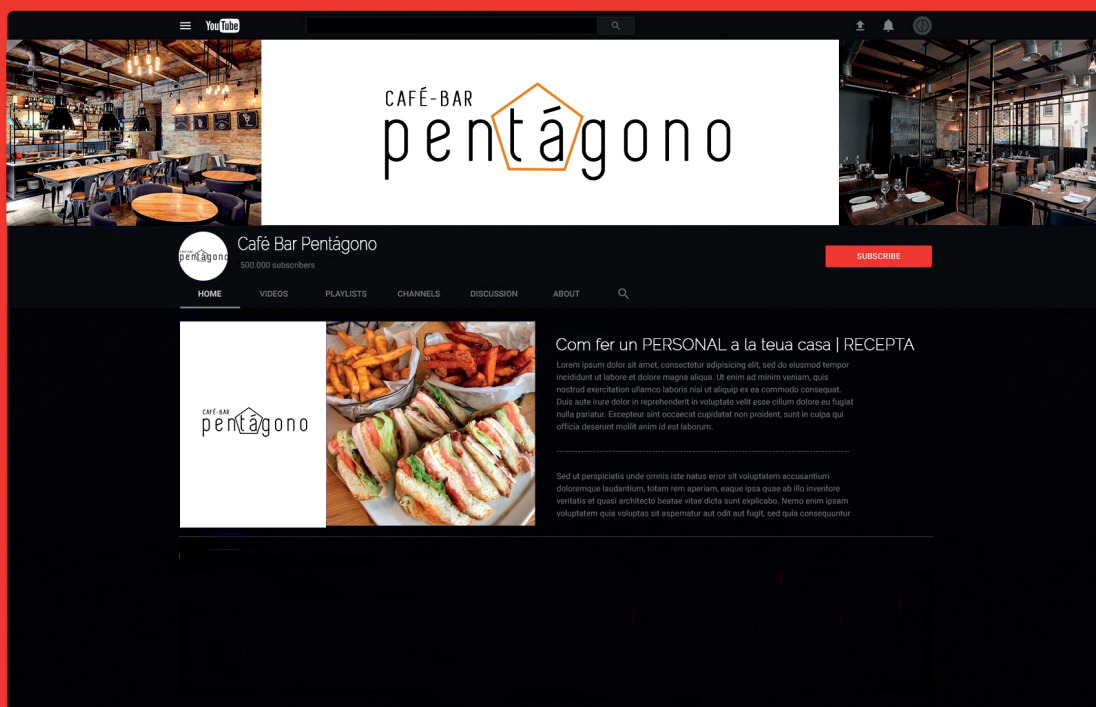 YouTube
CAFÉ-BAR
pentágono
Café Bar Pentágono
500.000 subscribers
SUBSCRIBE
pentágono
HOME VIDEOS PLAYLISTS CHANNELS DISCUSSION ABOUT
Com fer un PERSONAL a la teua casa | RECEPTA
Lorem ipsum dolor sit amet, consectetur adipisicing elit, sed do eiusmod tempor
incididunt ut labore et dolore magna aliqua. Ut enim ad minim veniam, quis
nostrud exercitation ullamco laboris nisi ut aliquip ex ea commodo consequat.
Duis aute irure dolor in reprehenderit in voluptate velit esse cillum dolore eu fugiat
nulla pariatur. Excepteur sint occaecat cupidatat non proident, sunt in culpa qui
officia deserunt mollit anim id est laborum.
Sed ut perspiciatis unde omnis iste natus error sit voluptatem accusantium
doloremque laudantium, totam rem aperiam, eaque ipsa quae ab illo inventore
veritatis et quasi architecto beatae vitae dicta sunt explicabo. Nemo enim ipsam
voluptatem quia voluptas sit aspernatur aut odit aut fugit, sed quia consequuntur
CAFÉ-BAR
pentágono